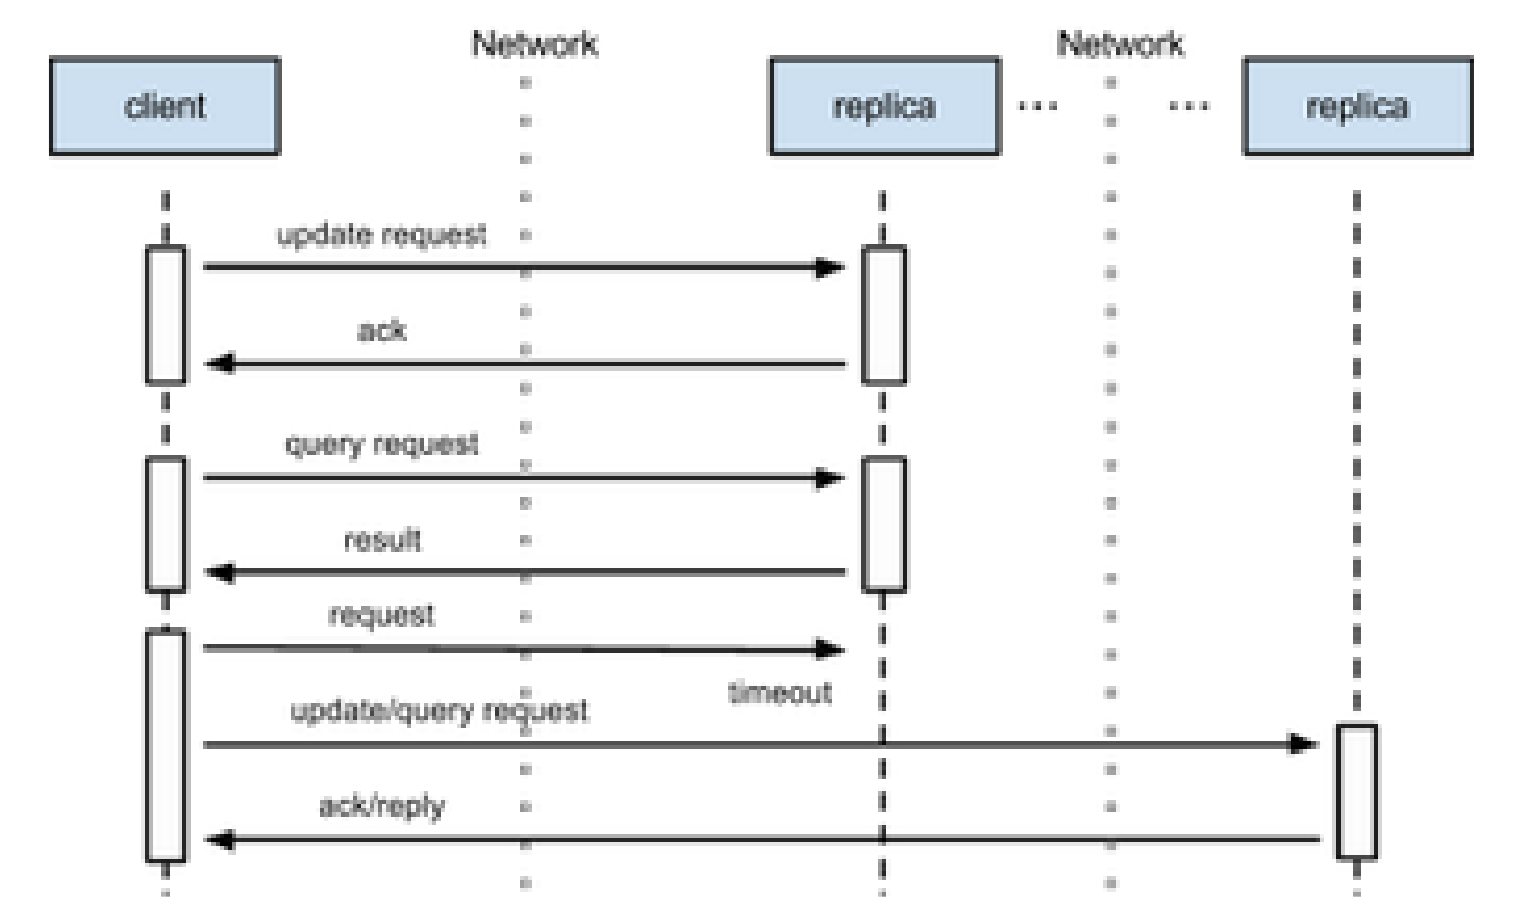 Network
Network
client
replica
...
...
replica
update request
ack
query request
result
request
timeout
update/query request
ack/reply